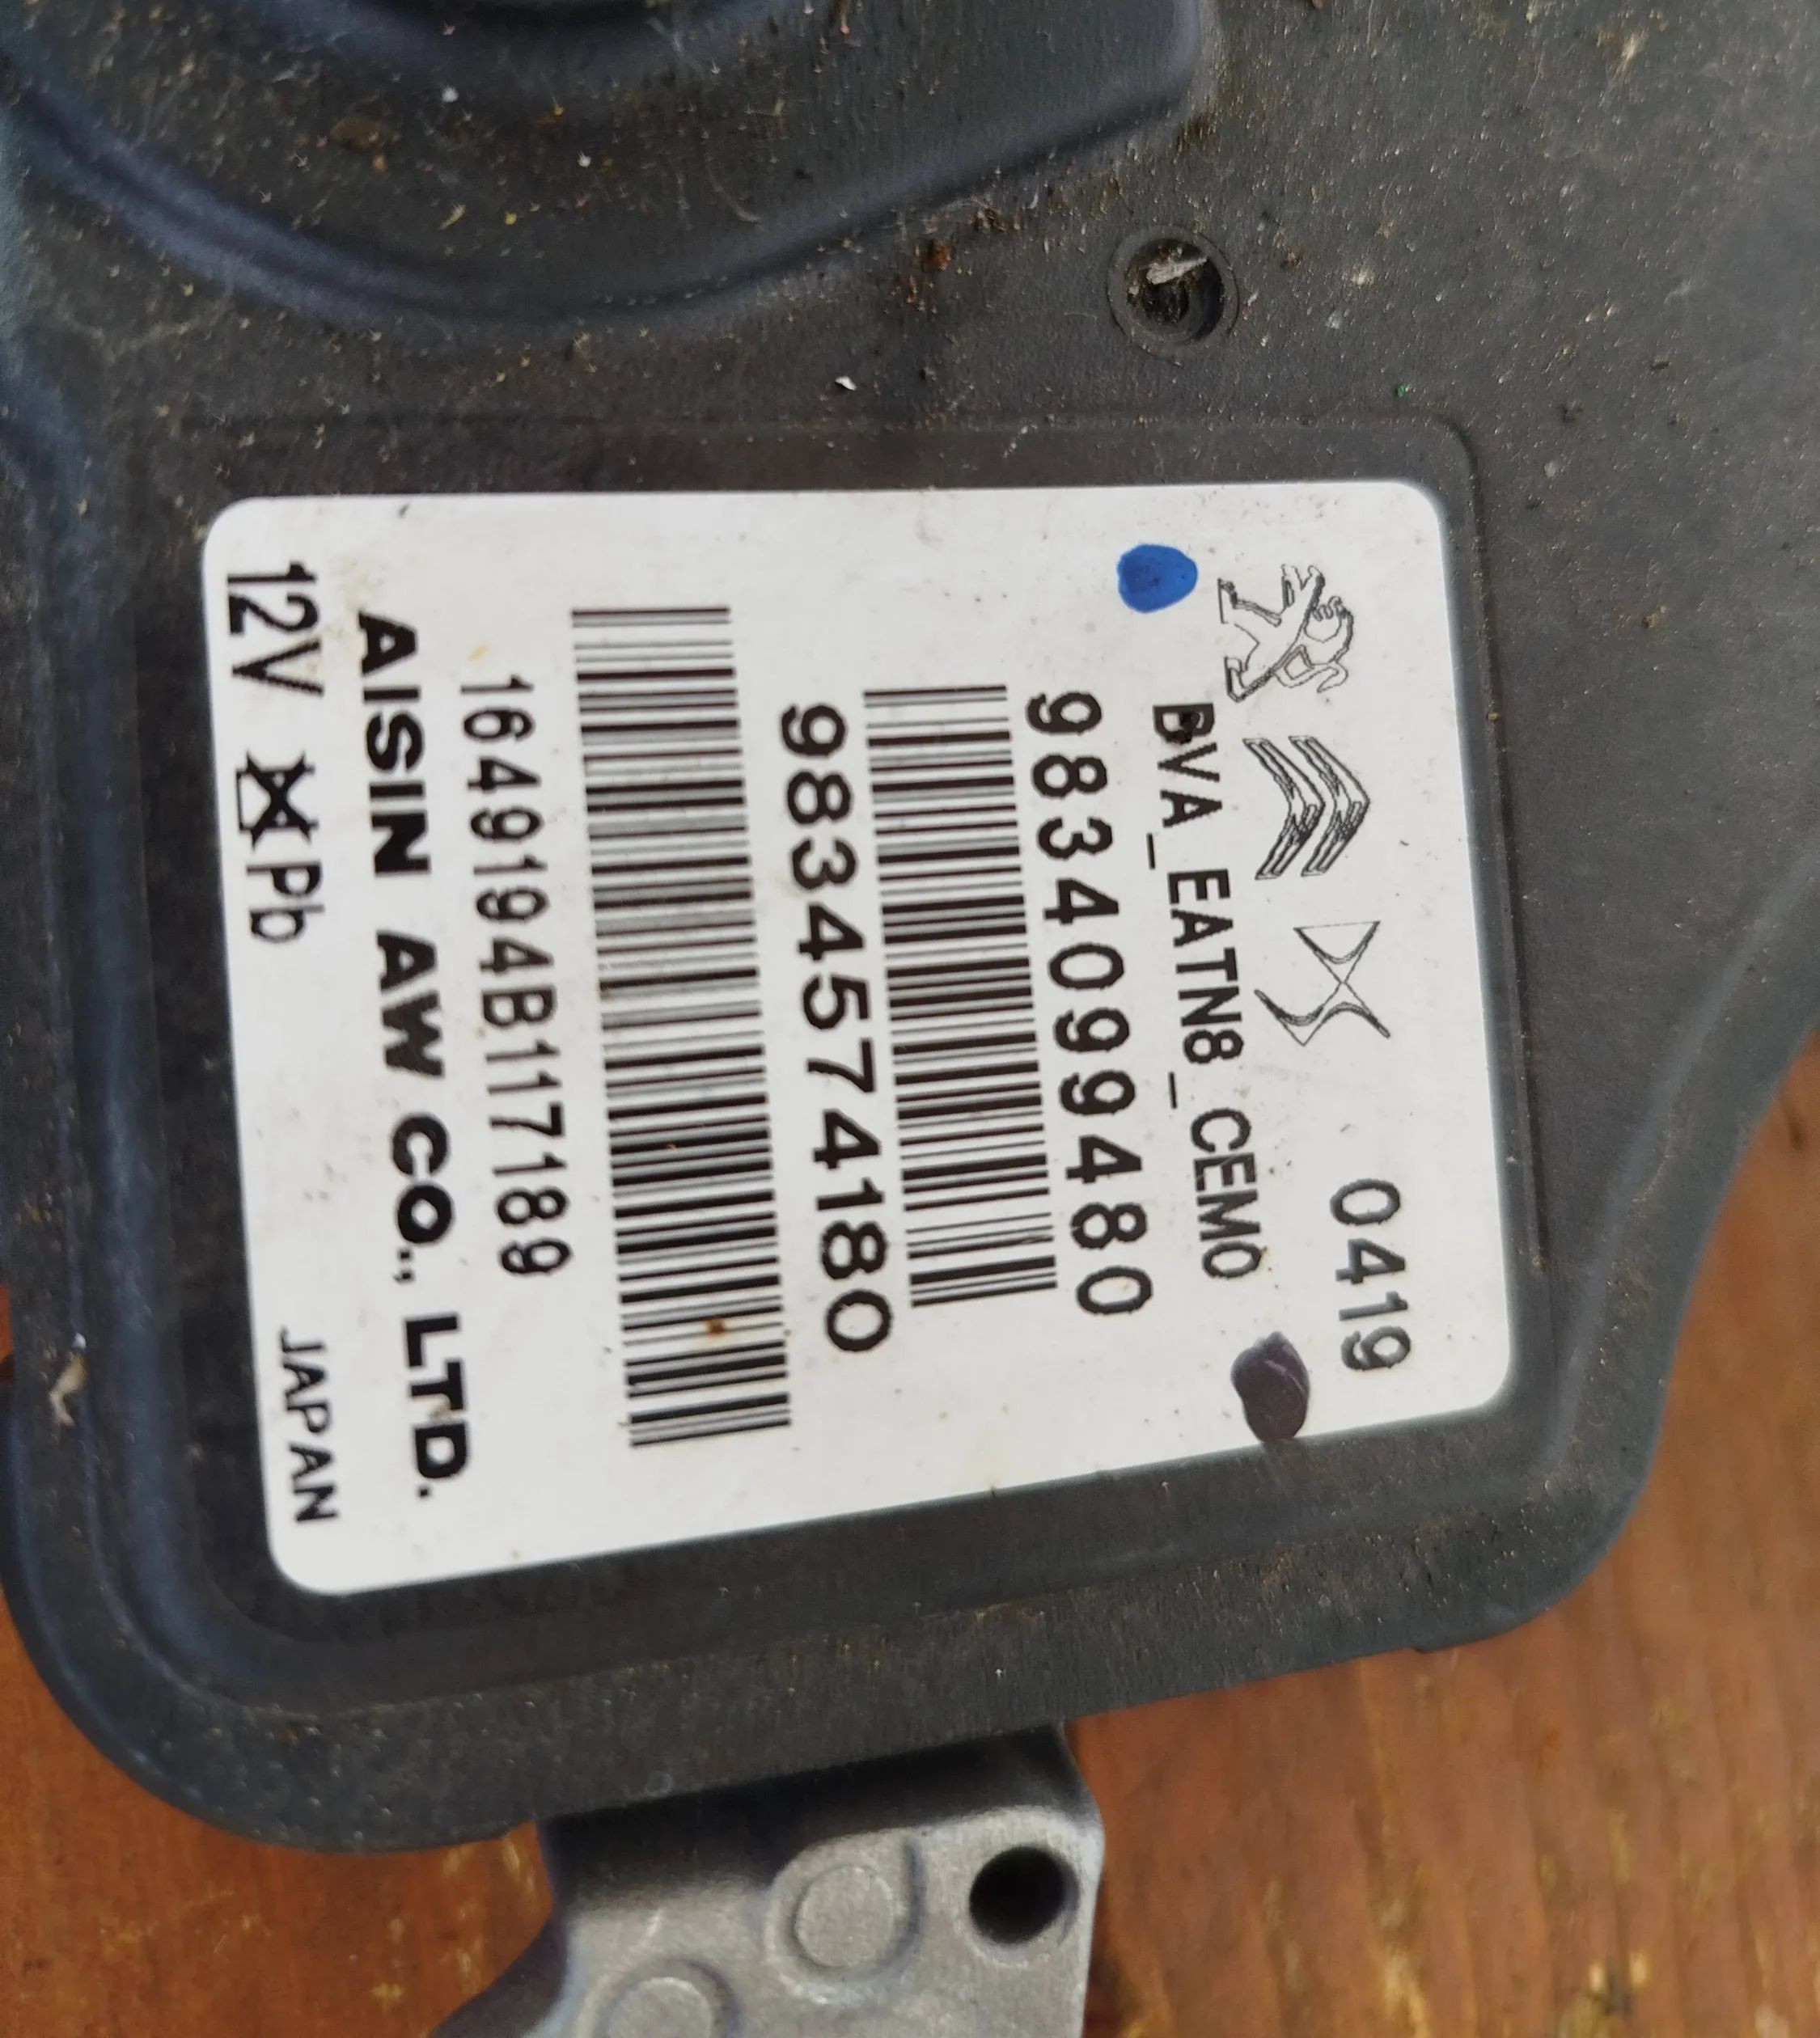 0419
BVA_EATN8_CEM0
9834099480
9834574180
1649194B117189
AISIN AW CO., LTD.
12V Pb JAPAN